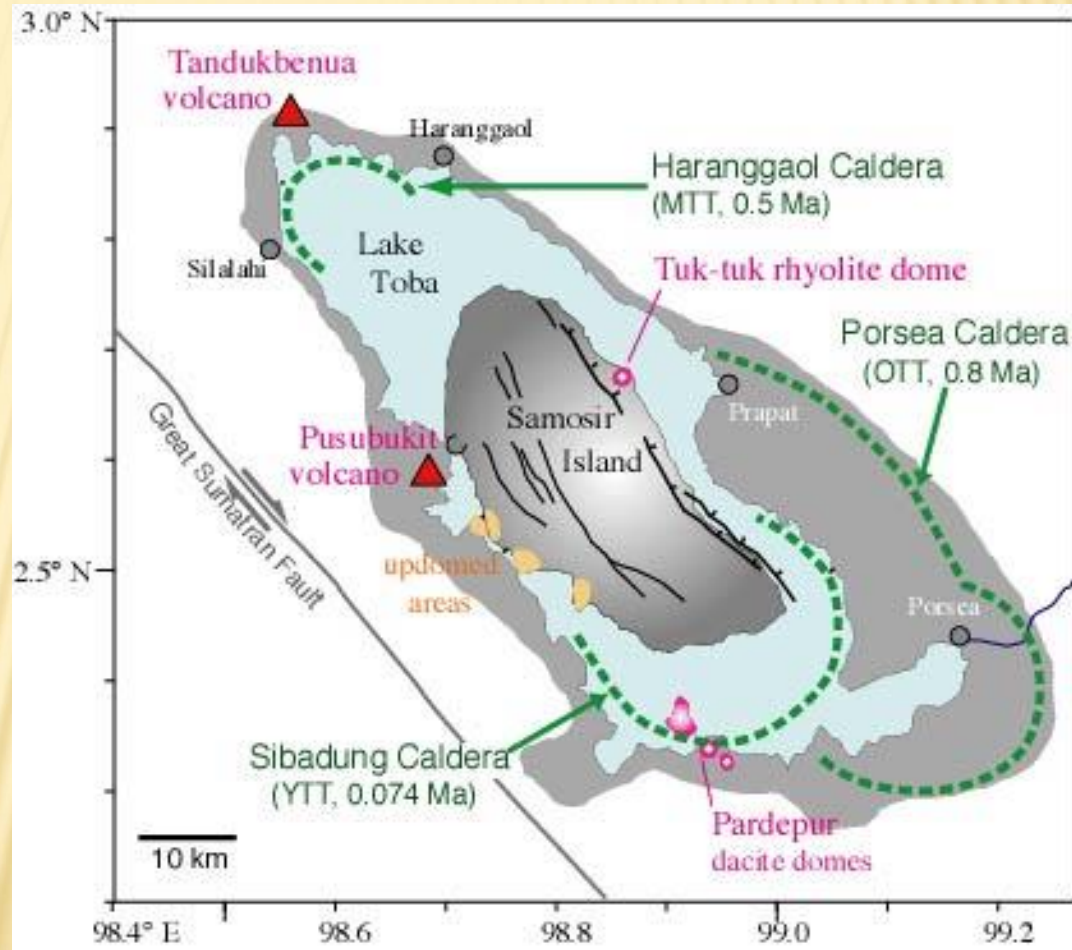 3.0° N
Tandukbenua
volcano
Haranggaol
Haranggaol Caldera
(MTT, 0.5 Ma)
Lake
Toba
Silalahi
Tuk-tuk rhyolite dome
Porsea Caldera
(OTT, 0.8 Ma)
Prapat
Samosir
Island
Pusubukit
volcano
Great Sumatran Fault
2.5° N
updomed
areas
Porsea
Sibadung Caldera
(YTT, 0.074 Ma)
Pardepur
dacite domes
10 km
98.4° E
98.6
98.8
99.0
99.2